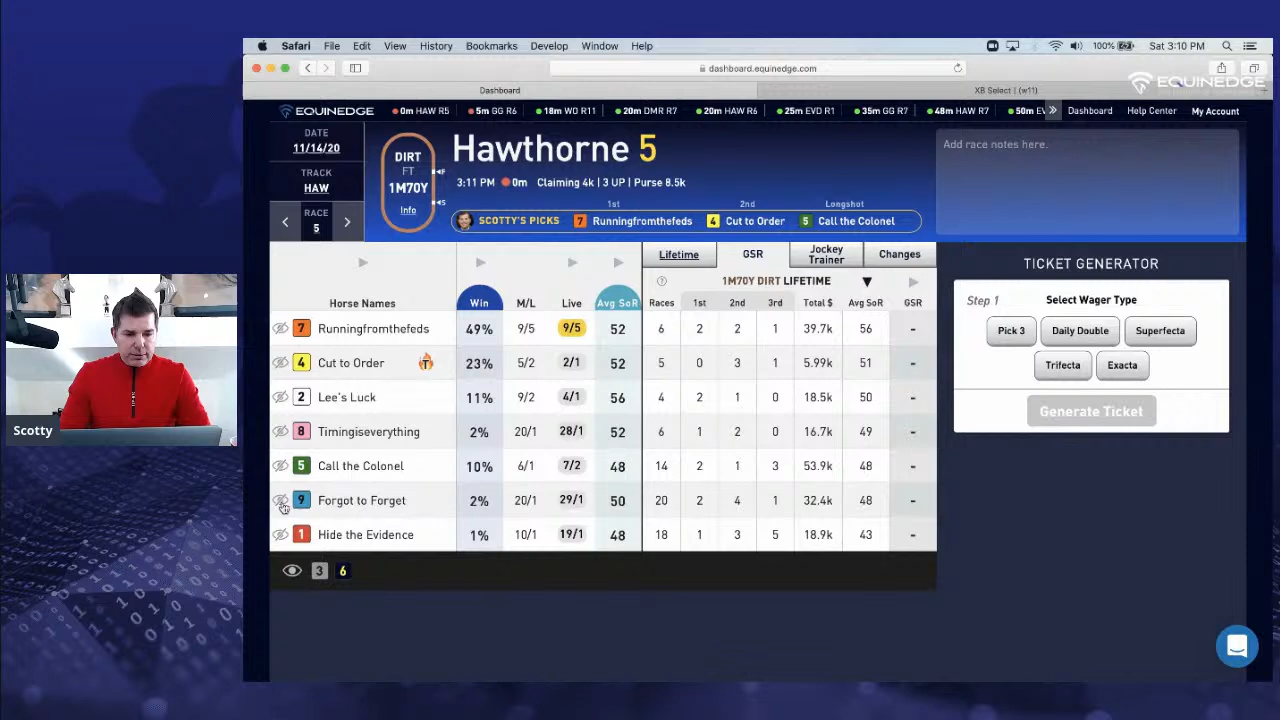 Safari File Edit View History Bookmarks Develop Window Help 100% Sat 3:10 PM
dashboard.equinedge.com
EQUINEDGE
Dashboard XB Select | (w11)
EQUINEDGE 0m HAW R5 5m GG R6 18m WO R11 20m DMR R7 20m HAW R6 25m EVD R1 35m GG R7 48m HAW R7 50m EV Dashboard Help Center My Account
DATE
11/14/20
TRACK
HAW
RACE
5
DIRT
FT
1M70Y
Info
F
S
Hawthorne 5
3:11 PM 0m Claiming 4k | 3 UP | Purse 8.5k
1st 2nd Longshot
SCOTTY'S PICKS 7 Runningfromthefeds 4 Cut to Order 5 Call the Colonel
Add race notes here.
Lifetime GSR Jockey Trainer Changes
1M70Y DIRT LIFETIME
Horse Names Win M/L Live Avg SoR Races 1st 2nd 3rd Total $ Avg SoR GSR
7 Runningfromthefeds 49% 9/5 9/5 52 6 2 2 1 39.7k 56 -
4 Cut to Order T 23% 5/2 2/1 52 5 0 3 1 5.99k 51 -
2 Lee's Luck 11% 9/2 4/1 56 4 2 1 0 18.5k 50 -
8 Timingiseverything 2% 20/1 28/1 52 6 1 2 0 16.7k 49 -
5 Call the Colonel 10% 6/1 7/2 48 14 2 1 3 53.9k 48 -
9 Forgot to Forget 2% 20/1 29/1 50 20 2 4 1 32.4k 48 -
1 Hide the Evidence 1% 10/1 19/1 48 18 1 3 5 18.9k 43 -
3 6
TICKET GENERATOR
Step 1 Select Wager Type
Pick 3 Daily Double Superfecta
Trifecta Exacta
Generate Ticket
Scotty